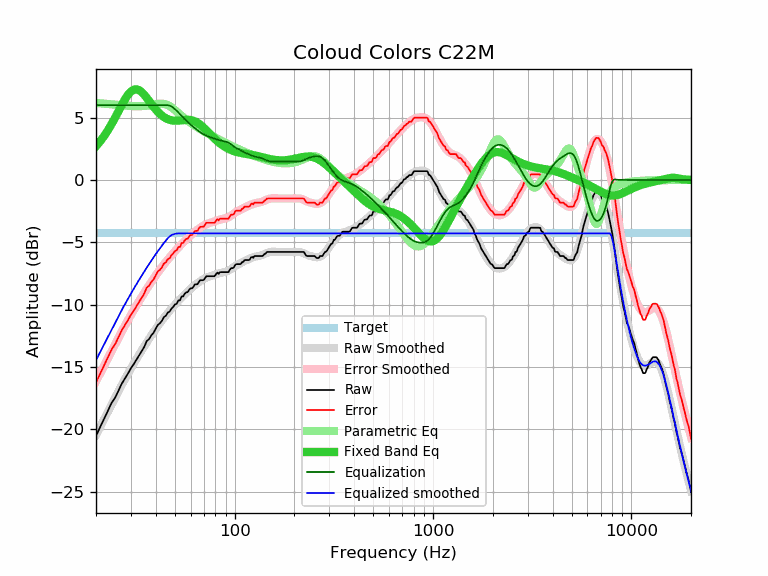 Coloud Colors C22M
Amplitude (dBr)
5
0
−5
−10
−15
−20
−25
Target
Raw Smoothed
Error Smoothed
Raw
Error
Parametric Eq
Fixed Band Eq
Equalization
Equalized smoothed
100
1000
10000
Frequency (Hz)